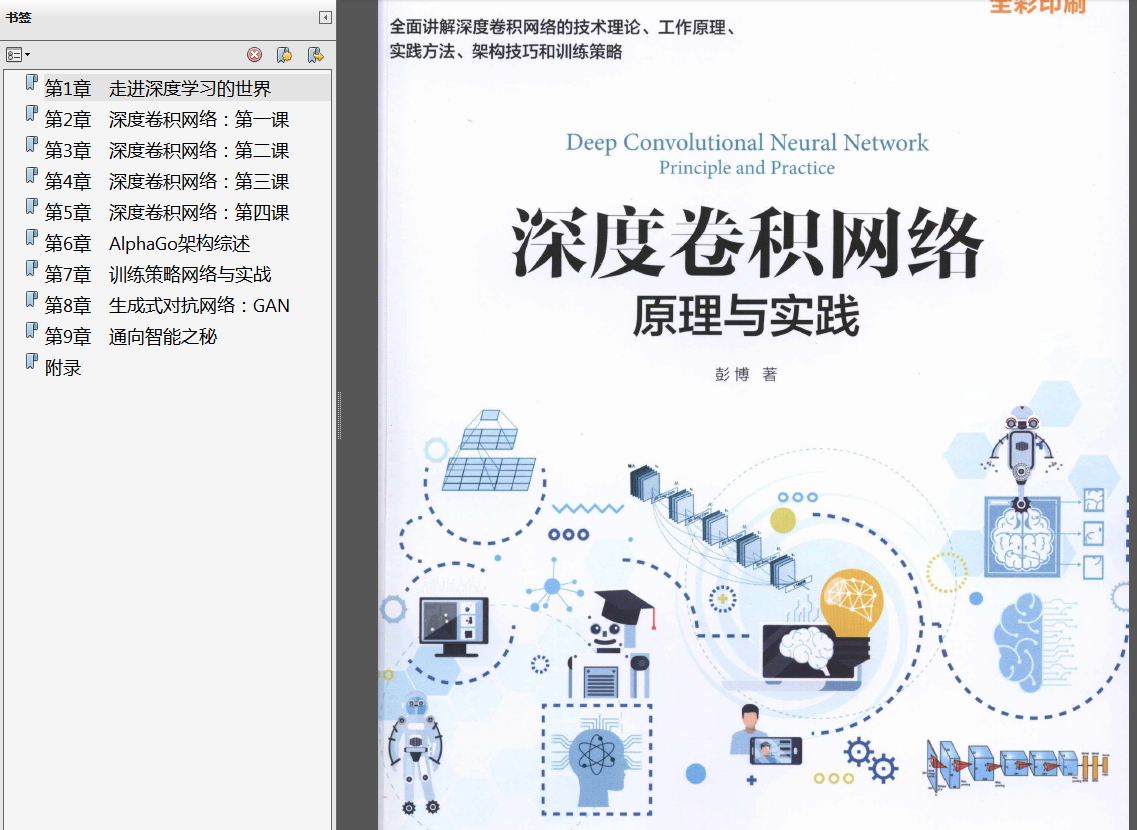 书签
第1章 走进深度学习的世界
第2章 深度卷积网络：第一课
第3章 深度卷积网络：第二课
第4章 深度卷积网络：第三课
第5章 深度卷积网络：第四课
第6章 AlphaGo架构综述
第7章 训练策略网络与实战
第8章 生成式对抗网络：GAN
第9章 通向智能之秘
附录
全彩印刷
全面讲解深度卷积网络的技术理论、工作原理、
实践方法、架构技巧和训练策略
Deep Convolutional Neural Network
Principle and Practice
深度卷积网络
原理与实践
彭博 著